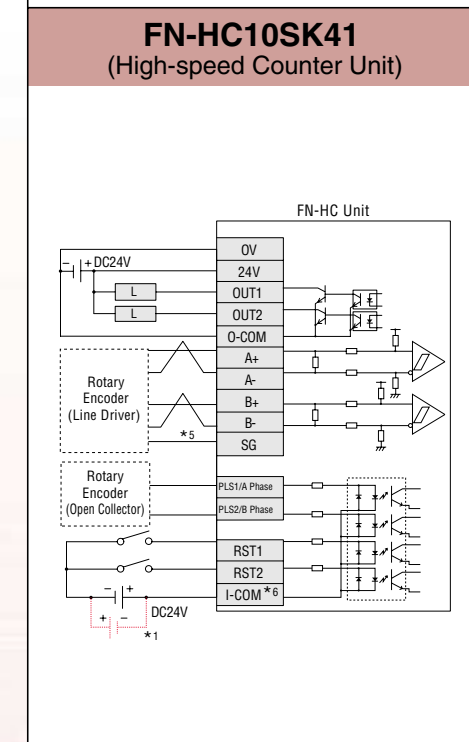 FN-HC10SK41
(High-speed Counter Unit)
FN-HC Unit
− + DC24V
L
L
0V
24V
OUT1
OUT2
O-COM
A+
A-
B+
B-
SG
Rotary
Encoder
(Line Driver)
*5
Rotary
Encoder
(Open Collector)
PLS1/A Phase
PLS2/B Phase
RST1
RST2
I-COM *6
− +
DC24V
+ −
*1